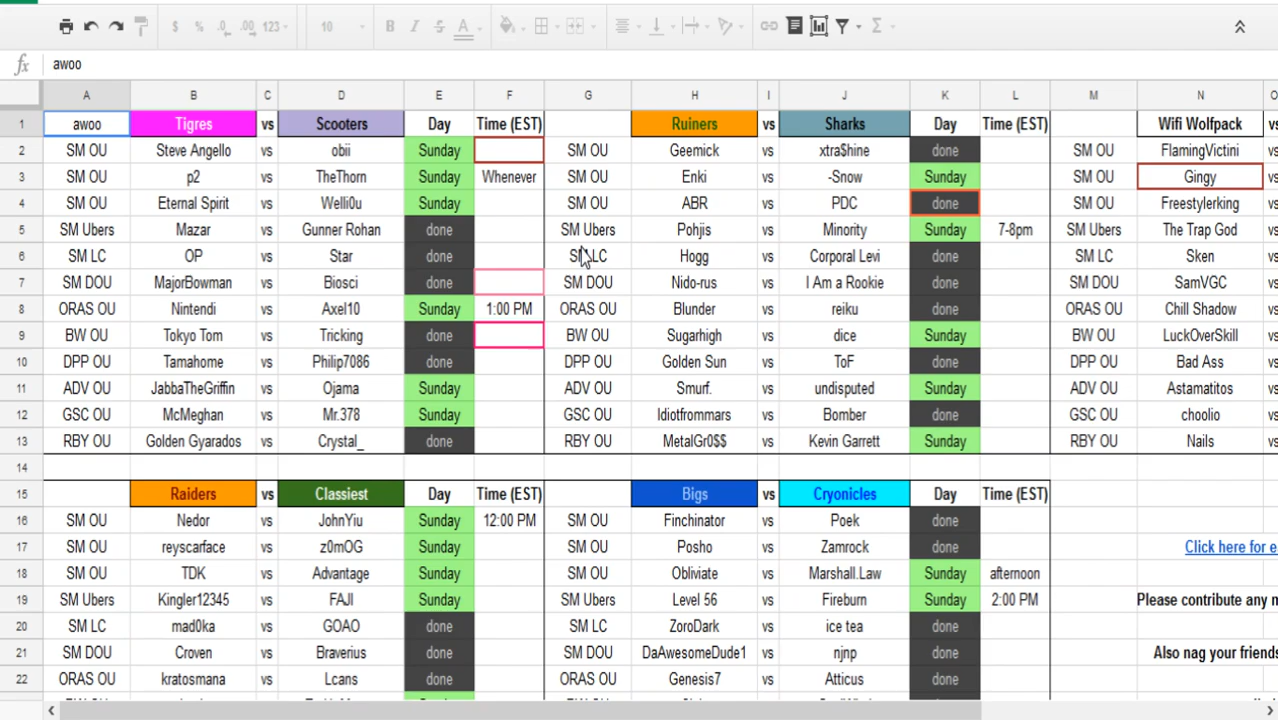 $ % .0 .00 123 10 B I S A Σ
fx awoo
A B C D E F G H I J K L M N
1 awoo Tigres vs Scooters Day Time (EST) Ruiners vs Sharks Day Time (EST) Wifi Wolfpack vs
2 SM OU Steve Angello vs obii Sunday SM OU Geemick vs xtra$hine done SM OU FlamingVictini vs
3 SM OU p2 vs TheThorn Sunday Whenever SM OU Enki vs -Snow Sunday SM OU Gingy vs
4 SM OU Eternal Spirit vs Welli0u Sunday SM OU ABR vs PDC done SM OU Freestylerking vs
5 SM Ubers Mazar vs Gunner Rohan done SM Ubers Pohjis vs Minority Sunday 7-8pm SM Ubers The Trap God vs
6 SM LC OP vs Star done SM LC Hogg vs Corporal Levi done SM LC Sken vs
7 SM DOU MajorBowman vs Biosci done SM DOU Nido-rus vs I Am a Rookie done SM DOU SamVGC vs
8 ORAS OU Nintendi vs Axel10 Sunday 1:00 PM ORAS OU Blunder vs reiku done ORAS OU Chill Shadow vs
9 BW OU Tokyo Tom vs Tricking done BW OU Sugarhigh vs dice Sunday BW OU LuckOverSkill vs
10 DPP OU Tamahome vs Philip7086 done DPP OU Golden Sun vs ToF done DPP OU Bad Ass vs
11 ADV OU JabbaTheGriffin vs Ojama Sunday ADV OU Smurf. vs undisputed done ADV OU Astamatitos vs
12 GSC OU McMeghan vs Mr.378 Sunday GSC OU Idiotfrommars vs Bomber done GSC OU choolio vs
13 RBY OU Golden Gyarados vs Crystal_ done RBY OU MetalGr0$$ vs Kevin Garrett Sunday RBY OU Nails vs
14
15 Raiders vs Classiest Day Time (EST) Bigs vs Cryonicles Day Time (EST)
16 SM OU Nedor vs JohnYiu Sunday 12:00 PM SM OU Finchinator vs Poek done
17 SM OU reyscarface vs z0mOG Sunday SM OU Posho vs Zamrock done Click here for e
18 SM OU TDK vs Advantage Sunday SM OU Obliviate vs Marshall.Law Sunday afternoon
19 SM Ubers Kingler12345 vs FAJI Sunday SM Ubers Level 56 vs Fireburn Sunday 2:00 PM Please contribute any
20 SM LC mad0ka vs GOAO done SM LC ZoroDark vs ice tea done
21 SM DOU Croven vs Braverius done SM DOU DaAwesomeDude1 vs njnp done Also nag your friends
22 ORAS OU kratosmana vs Lcans done ORAS OU Genesis7 vs Atticus done